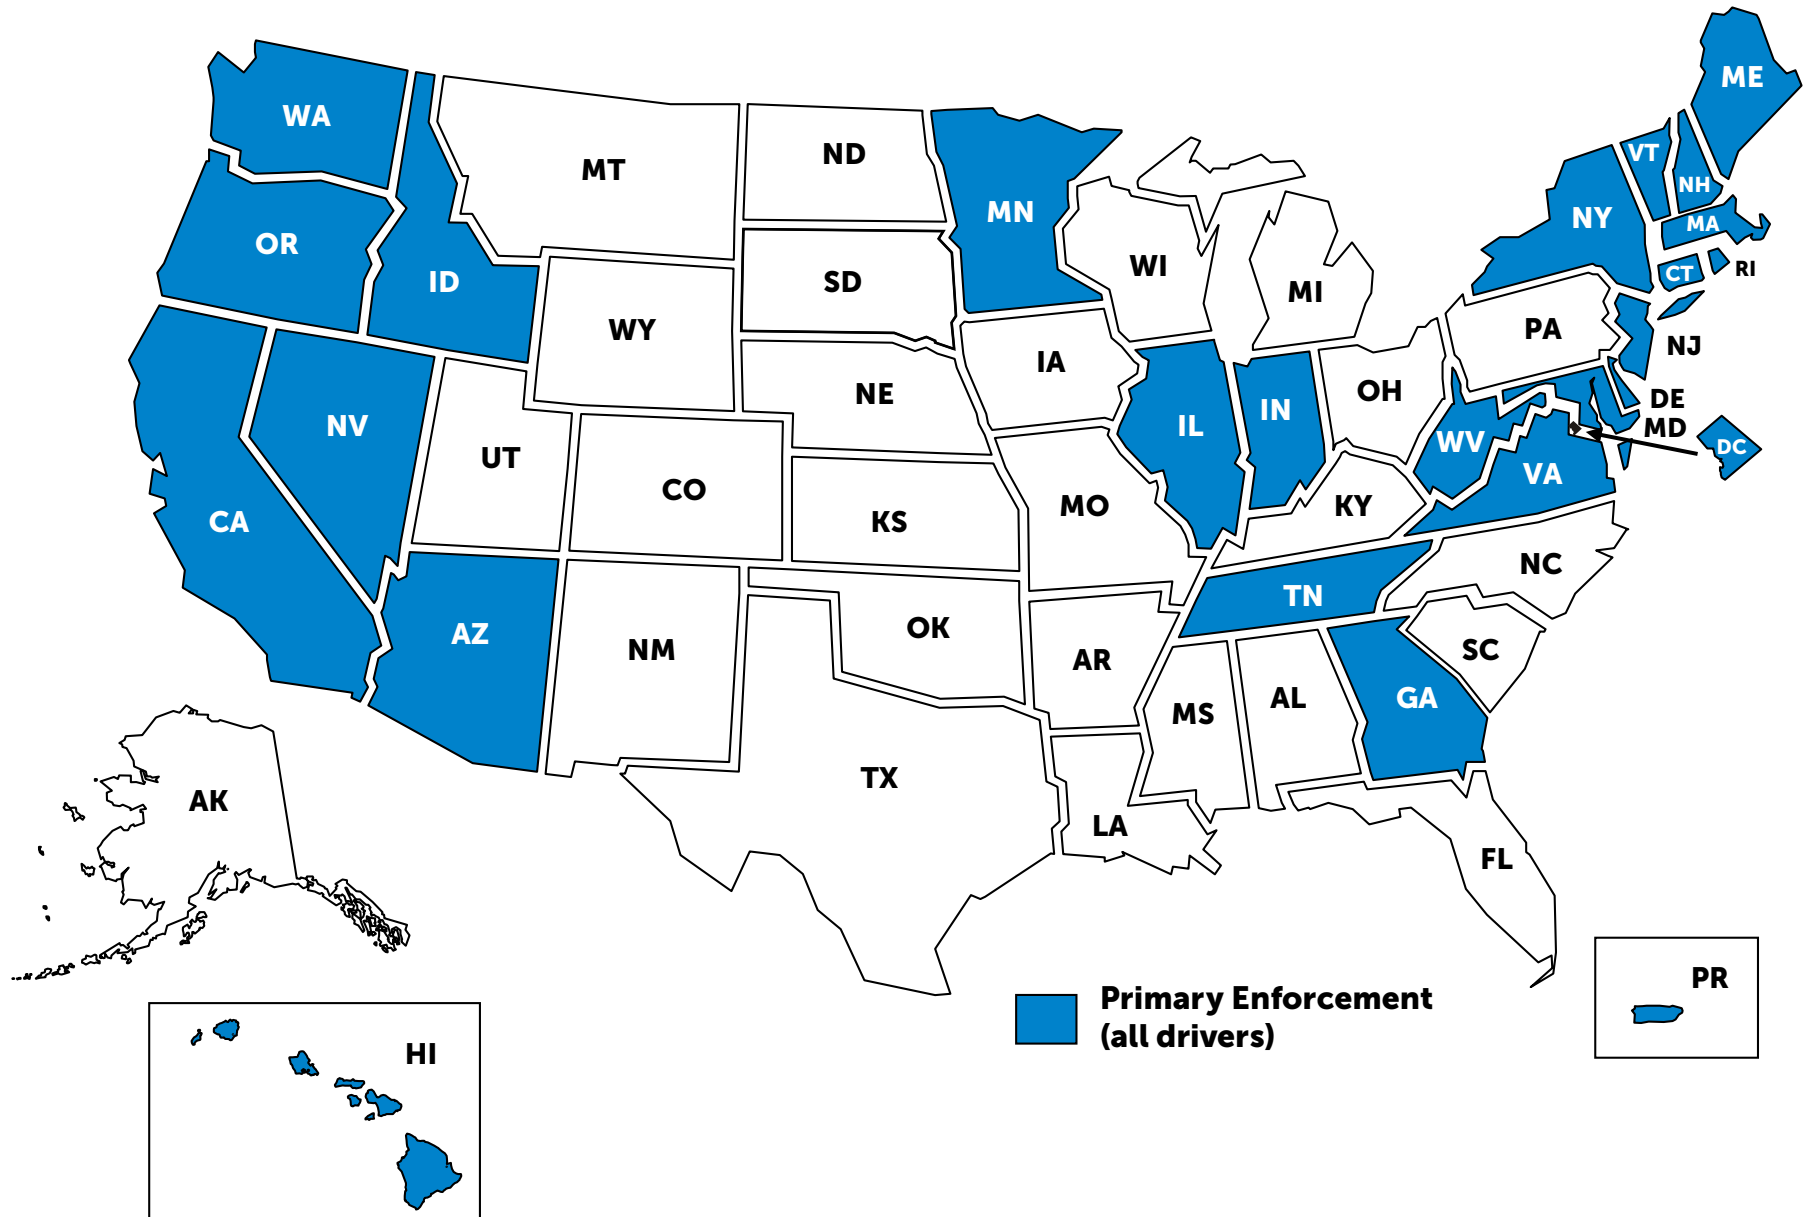 ME
WA
ND
VT
MT
NH
MN
NY
MA
OR
WI
RI
CT
ID
SD
MI
WY
PA
NJ
IA
NE
OH
DE
IN
NV
IL
MD
WV
DC
UT
VA
CO
MO
KY
CA
KS
NC
TN
AZ
OK
NM
SC
AR
GA
AL
MS
TX
AK
LA
FL
PR
Primary Enforcement
(all drivers)
HI